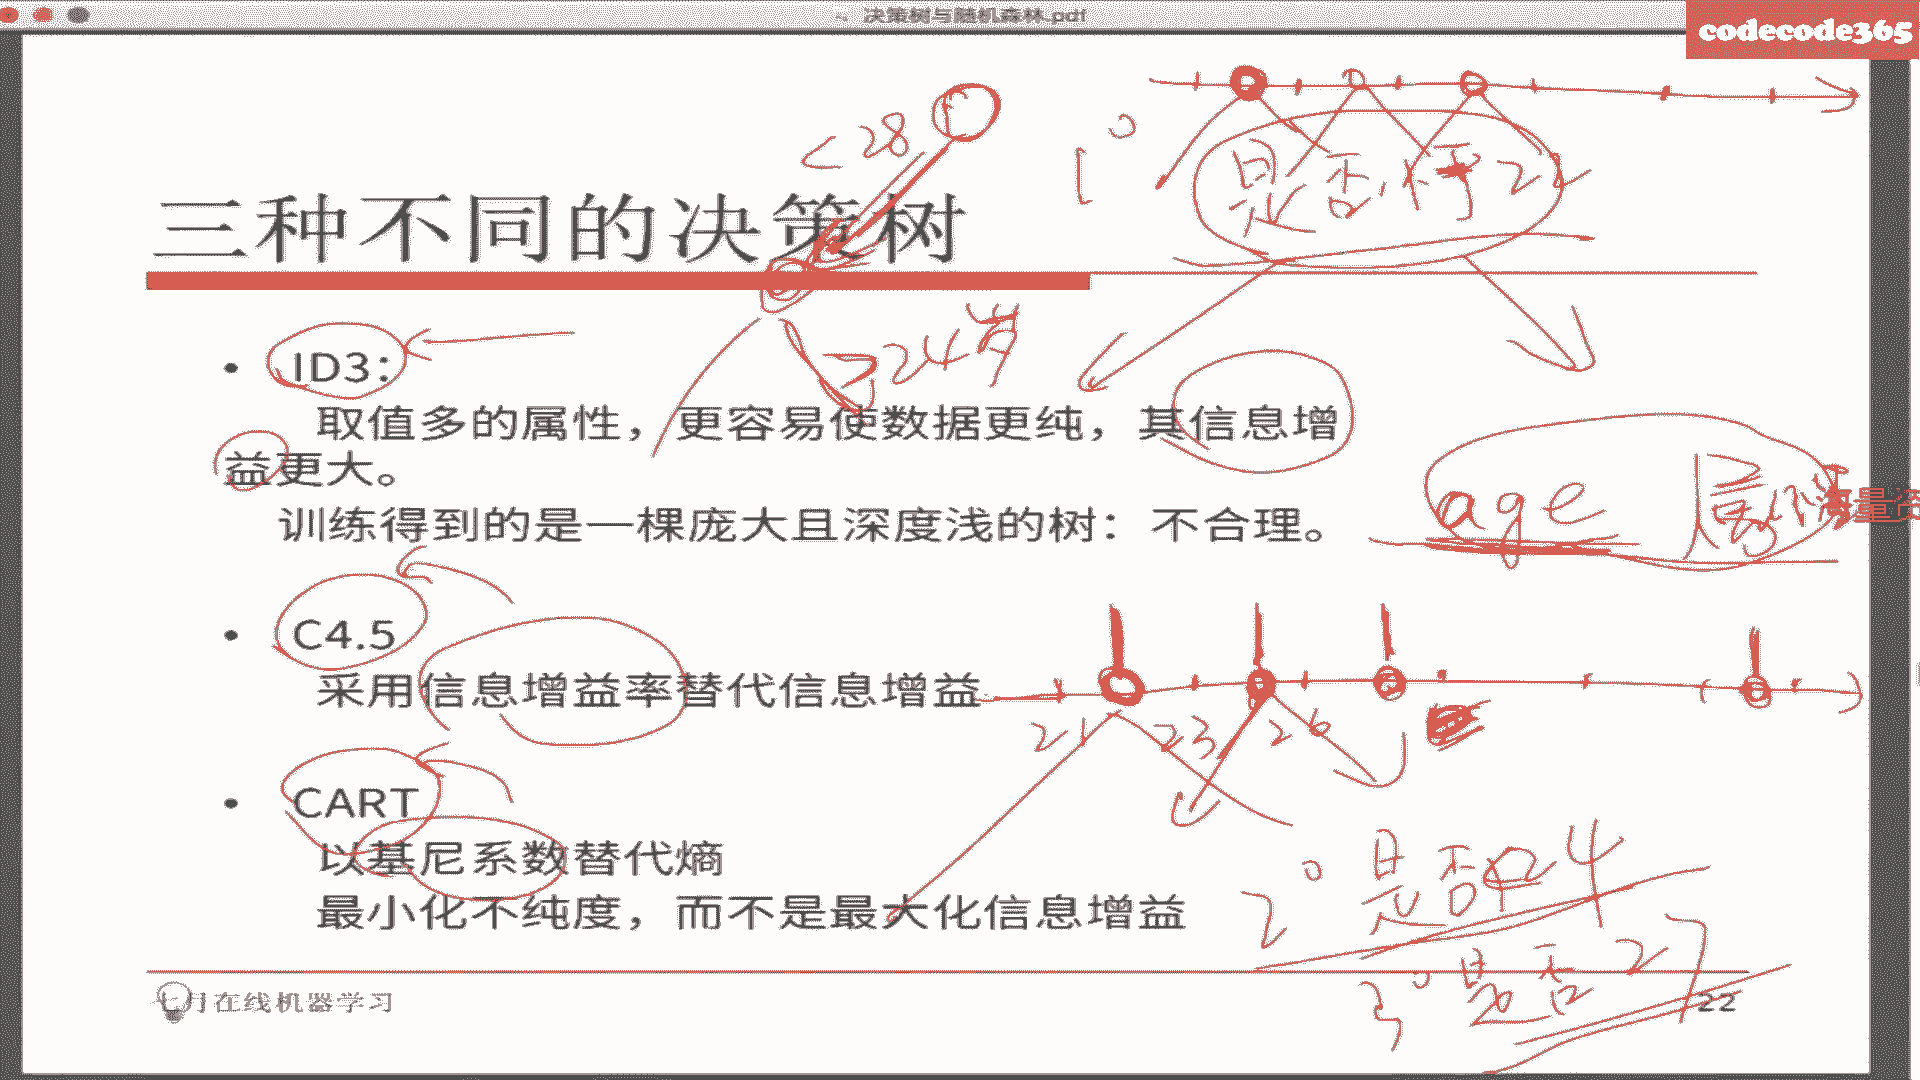 决策树与随机森林.pdf
codecode365
<28
1°
是否小于22
三种不同的决策树
≥24岁
• ID3:
取值多的属性，更容易使数据更纯，其信息增
益更大。
age 属性
海量资
训练得到的是一棵庞大且深度浅的树：不合理。
• C4.5
采用信息增益率替代信息增益
21 23 26
• CART
以基尼系数替代熵
2° 是否 24
最小化不纯度，而不是最大化信息增益
3° 是否 27
七月在线机器学习
22